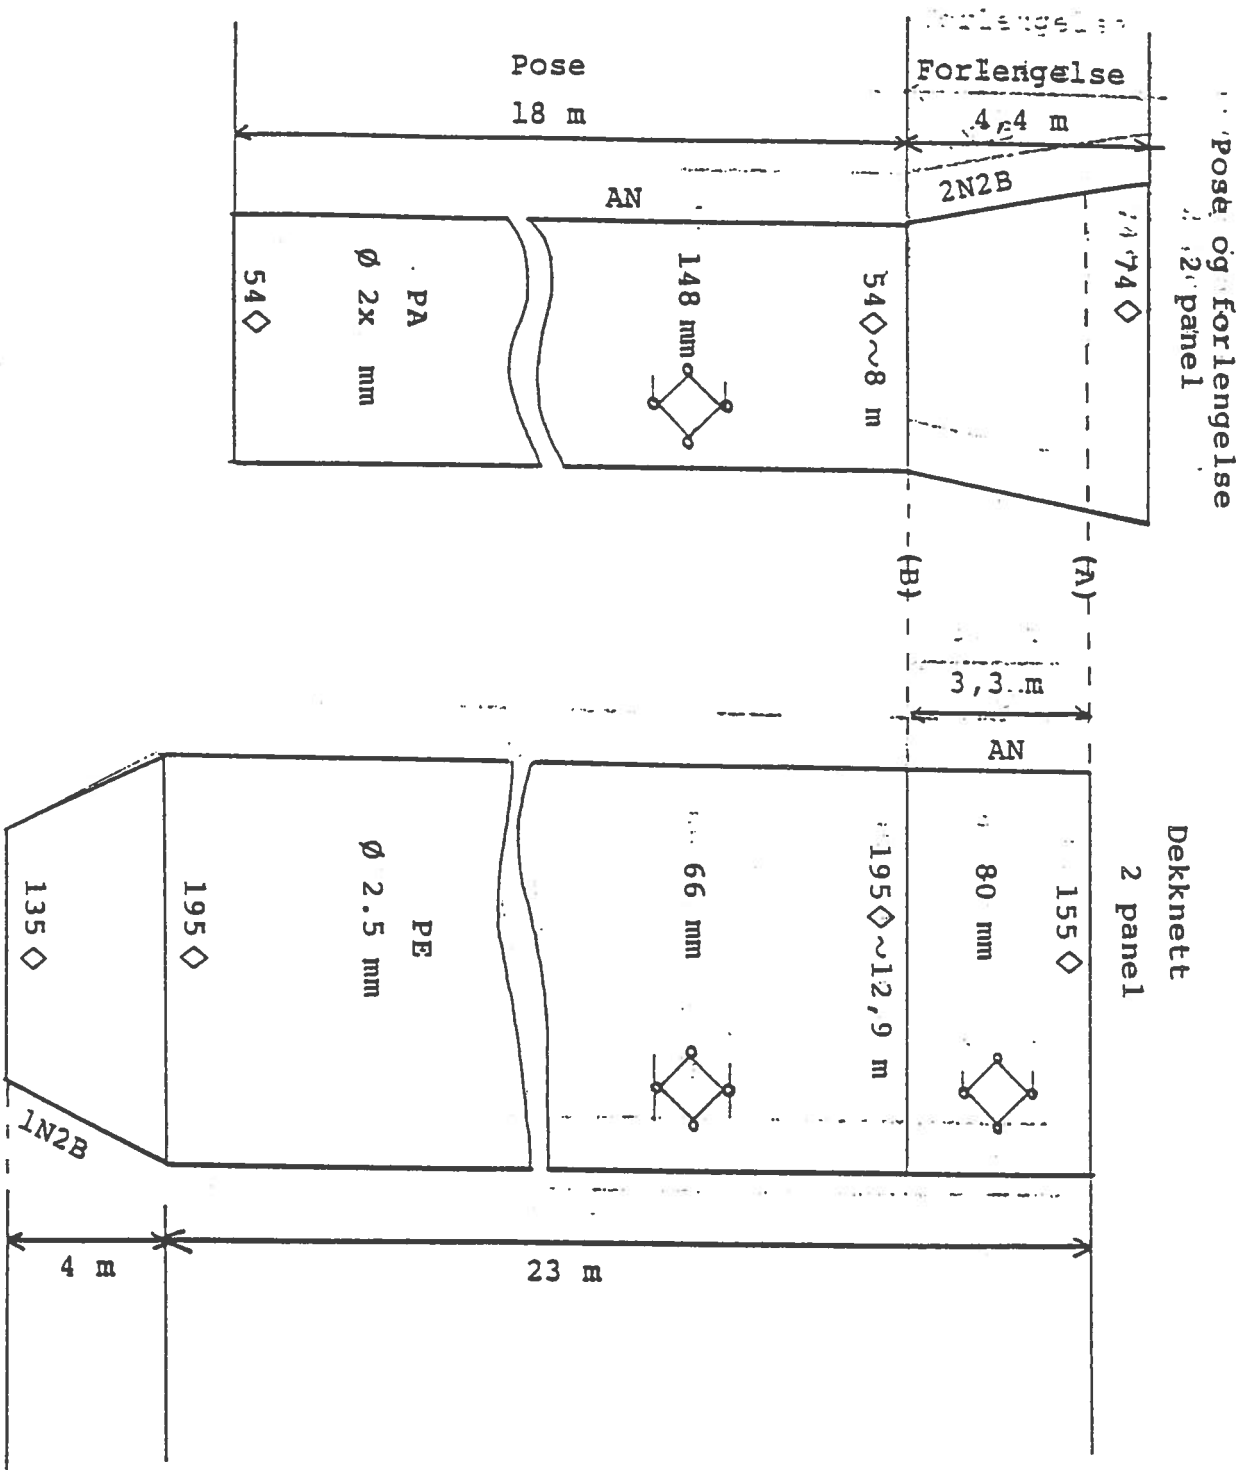 Pose og forlengelse
2 panel
Forlengelse
4,4 m
Pose
18 m
2N2B
AN
74◇
54◇~8 m
148 mm
PA
Ø 2x mm
54◇
(A)
(B)
3,3 m
Dekknett
2 panel
AN
155◇
80 mm
195◇~12,9 m
66 mm
PE
Ø 2.5 mm
195◇
135◇
1N2B
4 m
23 m